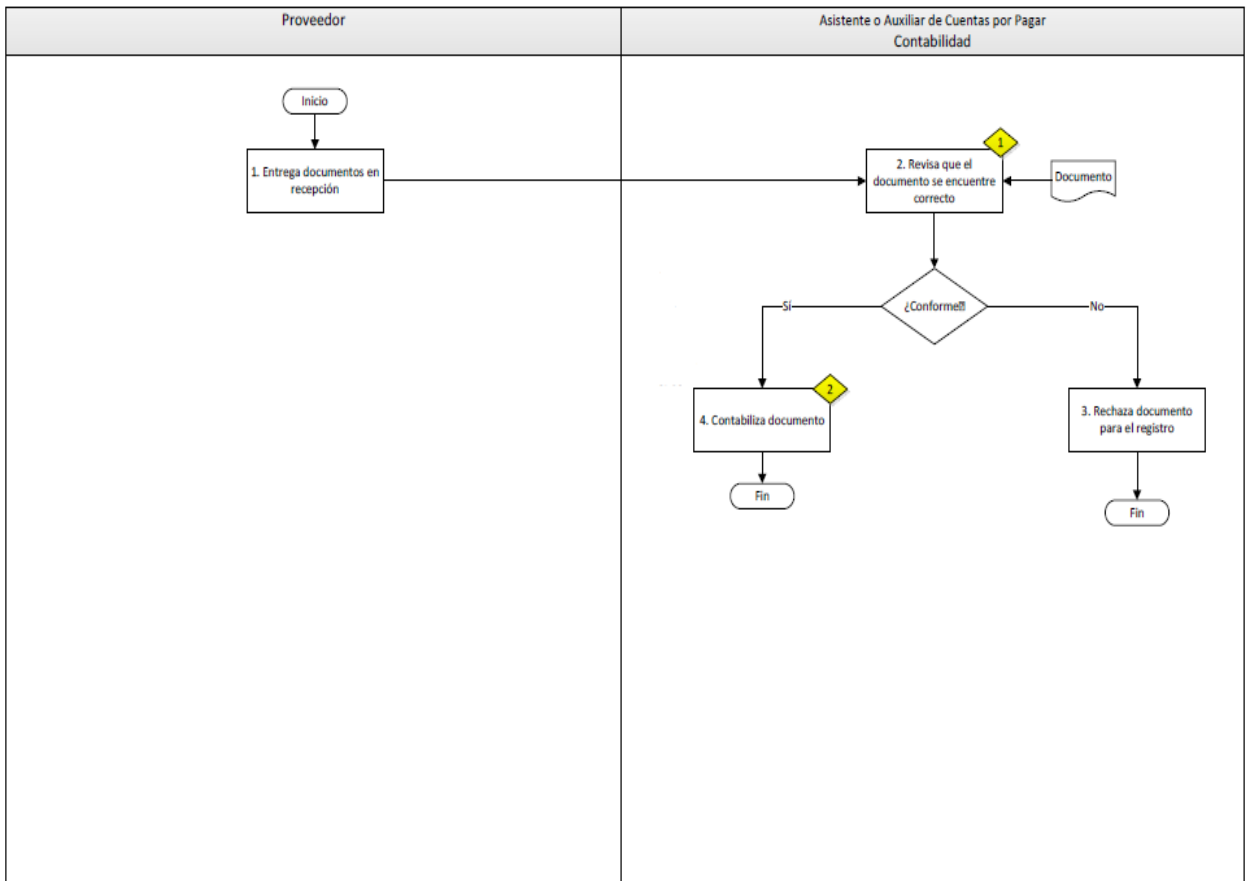 Proveedor
Asistente o Auxiliar de Cuentas por Pagar
Contabilidad
Inicio
1. Entrega documentos en
recepción
1
2. Revisa que el
documento se encuentre
correcto
Documento
¿Conforme
Sí
No
2
4. Contabiliza documento
3. Rechaza documento
para el registro
Fin
Fin